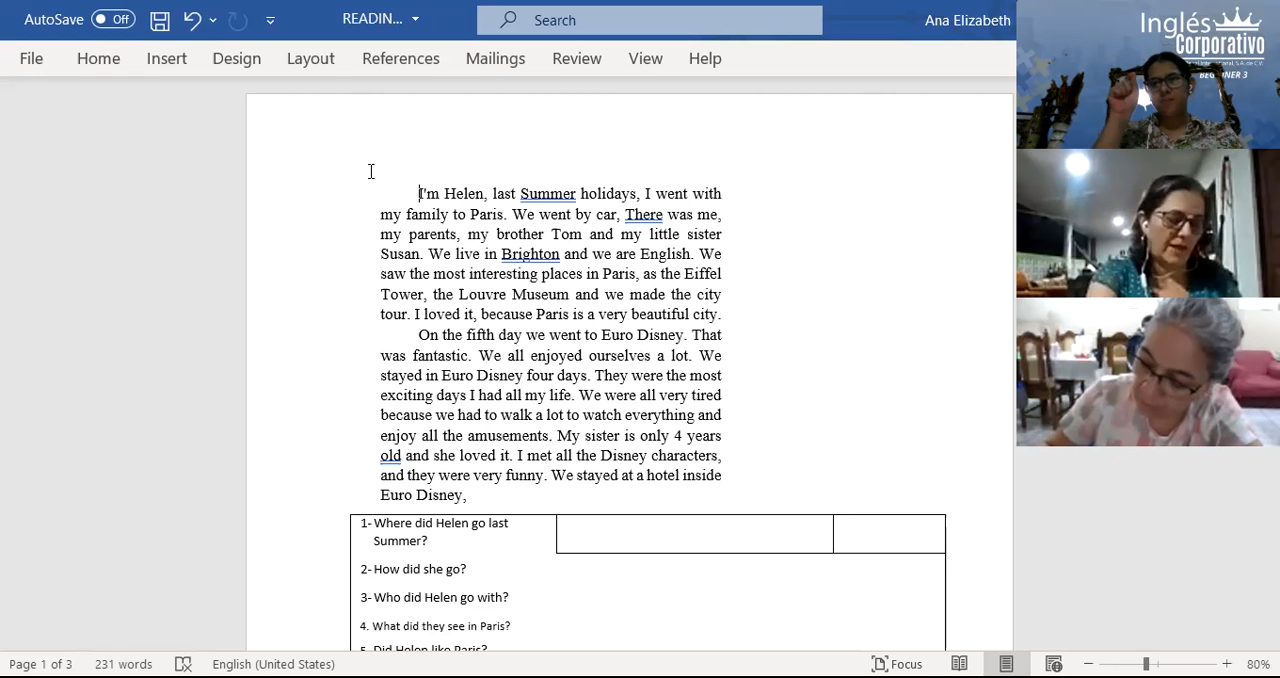 AutoSave Off READIN... Search Ana Elizabeth
File Home Insert Design Layout References Mailings Review View Help
Inglés
Corporativo
BEGINNER 3
I'm Helen, last Summer holidays, I went with
my family to Paris. We went by car, There was me,
my parents, my brother Tom and my little sister
Susan. We live in Brighton and we are English. We
saw the most interesting places in Paris, as the Eiffel
Tower, the Louvre Museum and we made the city
tour. I loved it, because Paris is a very beautiful city.
On the fifth day we went to Euro Disney. That
was fantastic. We all enjoyed ourselves a lot. We
stayed in Euro Disney four days. They were the most
exciting days I had all my life. We were all very tired
because we had to walk a lot to watch everything and
enjoy all the amusements. My sister is only 4 years
old and she loved it. I met all the Disney characters,
and they were very funny. We stayed at a hotel inside
Euro Disney,
1- Where did Helen go last
Summer?
2- How did she go?
3- Who did Helen go with?
4. What did they see in Paris?
5. Did Helen like Paris?
Page 1 of 3 231 words English (United States) Focus 80%